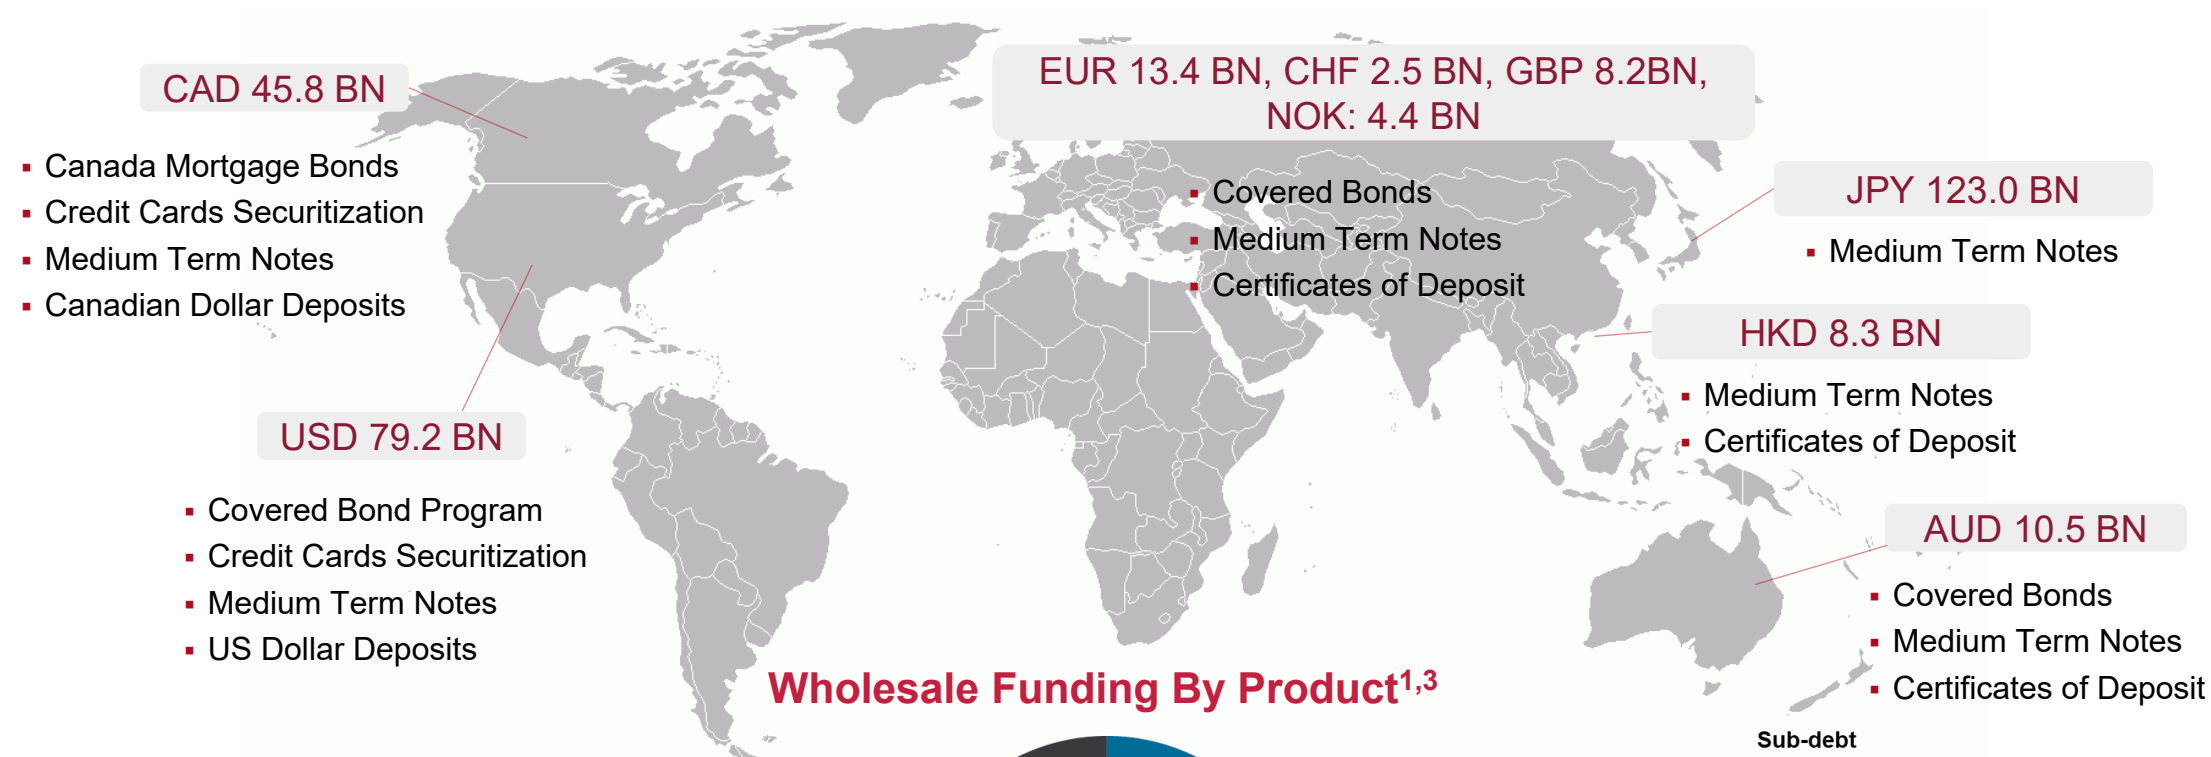 CAD 45.8 BN
▪ Canada Mortgage Bonds
▪ Credit Cards Securitization
▪ Medium Term Notes
▪ Canadian Dollar Deposits
USD 79.2 BN
▪ Covered Bond Program
▪ Credit Cards Securitization
▪ Medium Term Notes
▪ US Dollar Deposits
EUR 13.4 BN, CHF 2.5 BN, GBP 8.2BN,
NOK: 4.4 BN
▪ Covered Bonds
▪ Medium Term Notes
▪ Certificates of Deposit
JPY 123.0 BN
▪ Medium Term Notes
HKD 8.3 BN
▪ Medium Term Notes
▪ Certificates of Deposit
AUD 10.5 BN
▪ Covered Bonds
▪ Medium Term Notes
▪ Certificates of Deposit
Wholesale Funding By Product1,3
Sub-debt